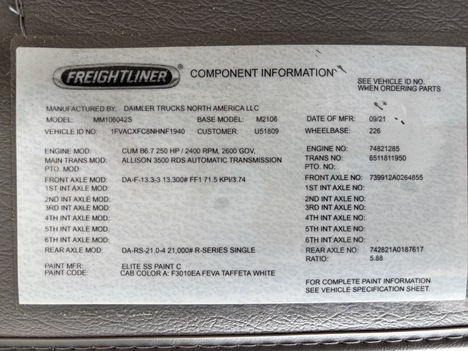 FREIGHTLINER
COMPONENT INFORMATION
SEE VEHICLE ID NO.
WHEN ORDERING PARTS
MANUFACTURED BY: DAIMLER TRUCKS NORTH AMERICA LLC
MODEL: MM106042S BASE MODEL: M2106 DATE OF MFR: 09/21
VEHICLE ID NO: 1FVACXFC8NHNF1940 CUSTOMER: U51809 WHEELBASE: 226
ENGINE MOD: CUM B6.7 250 HP / 2400 RPM, 2600 GOV, ENGINE NO: 74821285
MAIN TRANS MOD: ALLISON 3500 RDS AUTOMATIC TRANSMISSION TRANS NO: 6511811950
PTO. MOD: PTO. NO:
FRONT AXLE MOD: DA-F-13.3-3 13,300# FF1 71.5 KPI/3.74 FRONT AXLE NO: 739912A0264855
1ST INT AXLE MOD: 1ST INT AXLE NO:
2ND INT AXLE MOD: 2ND INT AXLE NO:
3RD INT AXLE MOD: 3RD INT AXLE NO:
4TH INT AXLE MOD: 4TH INT AXLE NO:
5TH INT AXLE MOD: 5TH INT AXLE NO:
6TH INT AXLE MOD: 6TH INT AXLE NO:
REAR AXLE MOD: DA-RS-21.0-4 21,000# R-SERIES SINGLE REAR AXLE NO: 742821A0187617
RATIO: 5.88
PAINT MFR: ELITE SS PAINT C
PAINT CODE: CAB COLOR A: F3010EA FEVA TAFFETA WHITE
FOR COMPLETE PAINT INFORMATION
SEE VEHICLE SPECIFICATION SHEET.